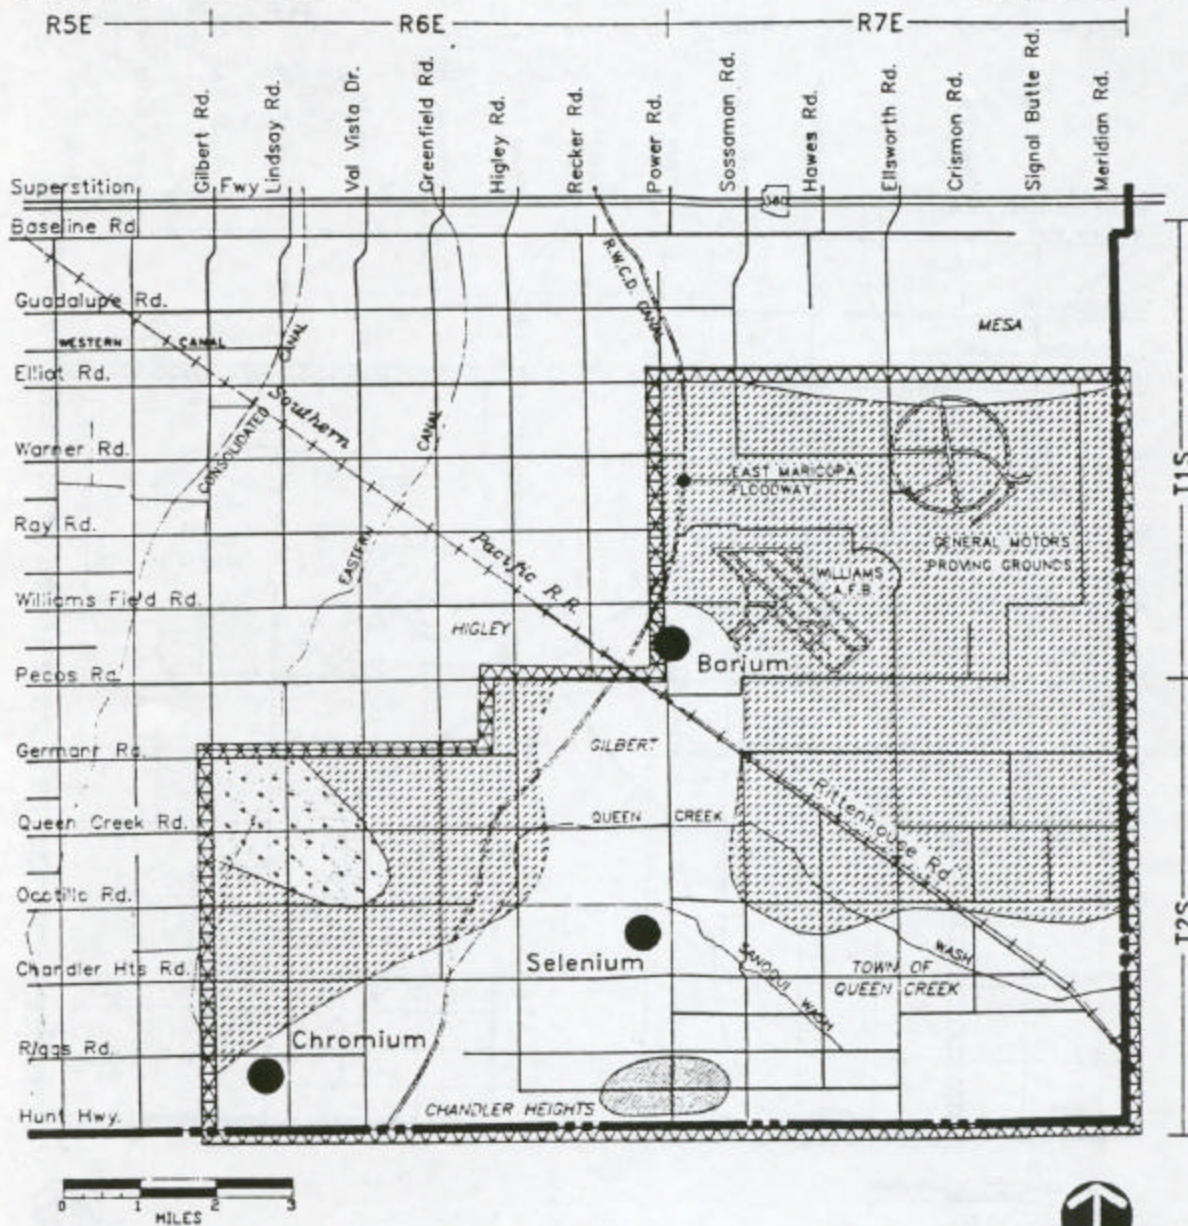 R5E
R6E
R7E
Gilbert Rd.
Lindsay Rd.
Val Vista Dr.
Greenfield Rd.
Higley Rd.
Recker Rd.
Power Rd.
Sossaman Rd.
Hawes Rd.
Ellsworth Rd.
Crismon Rd.
Signal Butte Rd.
Meridian Rd.
Superstition Fwy
360
Baseline Rd
R.W.C.D. CANAL
Guadalupe Rd.
MESA
WESTERN CANAL
CANAL
Elliot Rd.
Southern
CONSOLIDATED
CANAL
Warner Rd.
EAST MARICOPA
FLOODWAY
T1S
Ray Rd.
EASTERN
Pacific R.R.
GENERAL MOTORS
PROVING GROUNDS
WILLIAMS
A.F.B.
Williams Field Rd.
HIGLEY
Barium
Pecos Rd.
Germann Rd.
GILBERT
Rittenhouse Rd.
Queen Creek Rd.
QUEEN CREEK
Ocotillo Rd.
T2S
WASH
SANOQUI WASH
Selenium
Chandler Hts Rd.
TOWN OF
QUEEN CREEK
Chromium
Riggs Rd.
CHANDLER HEIGHTS
Hunt Hwy.
0 1 2 3
MILES